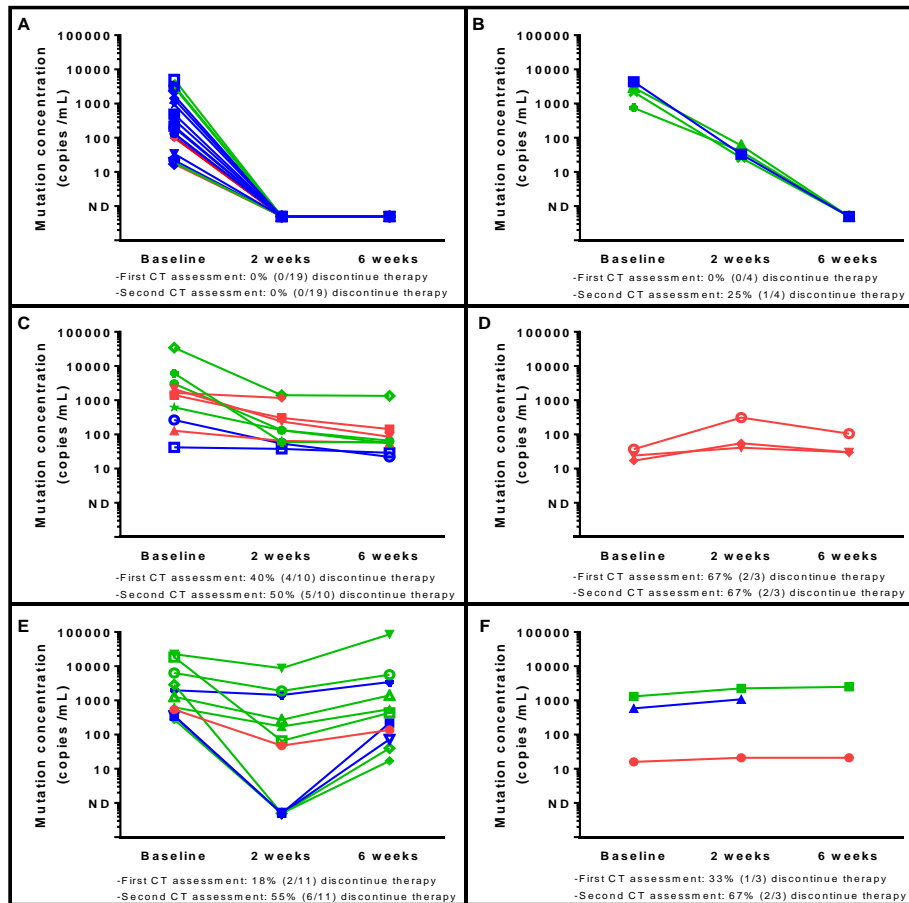 A
Mutation concentration
(copies /mL)
100000
10000
1000
100
10
ND
Baseline 2 weeks 6 weeks
-First CT assessment: 0% (0/19) discontinue therapy
-Second CT assessment: 0% (0/19) discontinue therapy
B
Mutation concentration
(copies /mL)
100000
10000
1000
100
10
ND
Baseline 2 weeks 6 weeks
-First CT assessment: 0% (0/4) discontinue therapy
-Second CT assessment: 25% (1/4) discontinue therapy
C
Mutation concentration
(copies /mL)
100000
10000
1000
100
10
ND
Baseline 2 weeks 6 weeks
-First CT assessment: 40% (4/10) discontinue therapy
-Second CT assessment: 50% (5/10) discontinue therapy
D
Mutation concentration
(copies /mL)
100000
10000
1000
100
10
ND
Baseline 2 weeks 6 weeks
-First CT assessment: 67% (2/3) discontinue therapy
-Second CT assessment: 67% (2/3) discontinue therapy
E
Mutation concentration
(copies /mL)
100000
10000
1000
100
10
ND
Baseline 2 weeks 6 weeks
-First CT assessment: 18% (2/11) discontinue therapy
-Second CT assessment: 55% (6/11) discontinue therapy
F
Mutation concentration
(copies /mL)
100000
10000
1000
100
10
ND
Baseline 2 weeks 6 weeks
-First CT assessment: 33% (1/3) discontinue therapy
-Second CT assessment: 67% (2/3) discontinue therapy